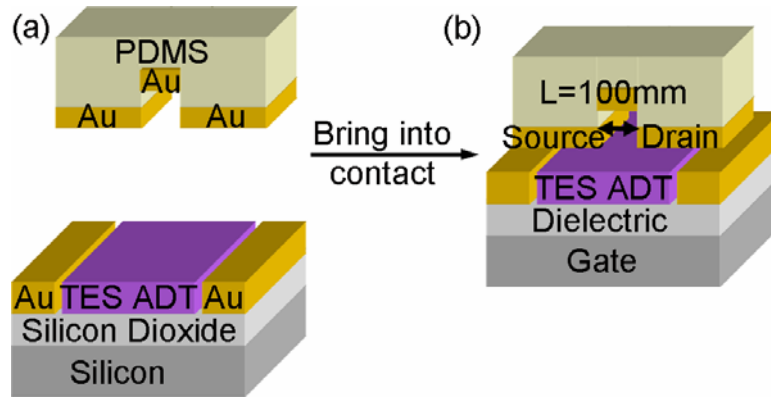 (a)
PDMS
Au
Au Au
Au TES ADT Au
Silicon Dioxide
Silicon
Bring into
contact
(b)
L=100mm
Source Drain
TES ADT
Dielectric
Gate